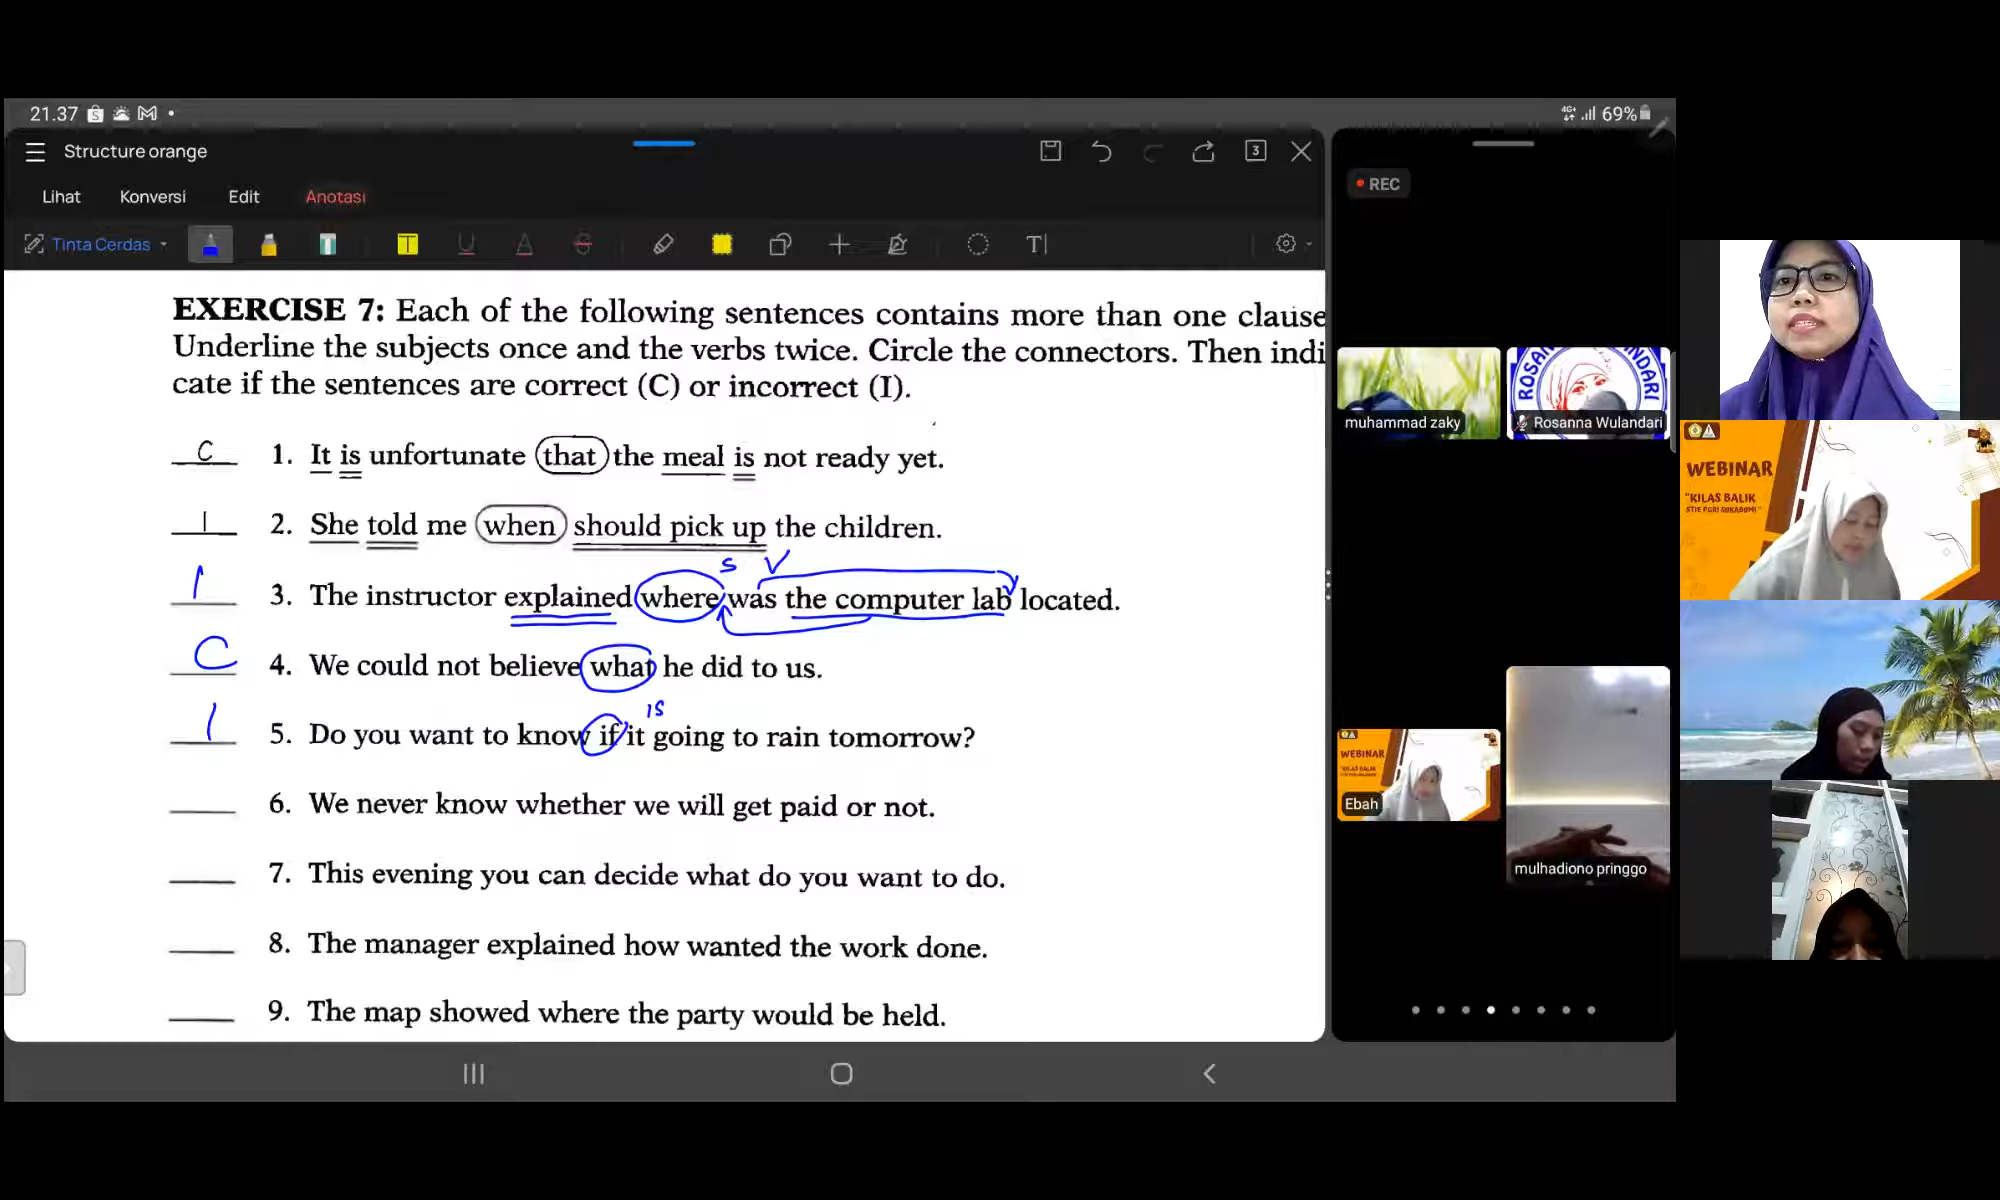 21.37
69%
Structure orange
3
Lihat Konversi Edit Anotasi
Tinta Cerdas
REC
EXERCISE 7: Each of the following sentences contains more than one clause
Underline the subjects once and the verbs twice. Circle the connectors. Then indi
cate if the sentences are correct (C) or incorrect (I).
C 1. It is unfortunate that the meal is not ready yet.
I 2. She told me when should pick up the children.
S V
I 3. The instructor explained where was the computer lab located.
C 4. We could not believe what he did to us.
is
I 5. Do you want to know if it going to rain tomorrow?
6. We never know whether we will get paid or not.
7. This evening you can decide what do you want to do.
8. The manager explained how wanted the work done.
9. The map showed where the party would be held.
muhammad zaky
Rosanna Wulandari
WEBINAR
Ebah
mulhadiono pringgo
WEBINAR
"KILAS BALIK
STIE PGRI SUKABUMI"